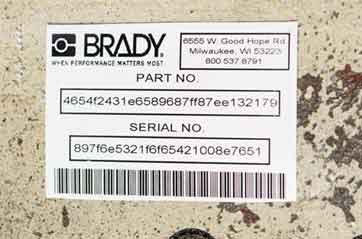 BRADY.
WHEN PERFORMANCE MATTERS MOST.
6555 W. Good Hope Rd.
Milwaukee, WI 53223
800 537 8791
PART NO.
4654f2431e6589687ff87ee132179
SERIAL NO.
897f6e5321f6f65421008e7651